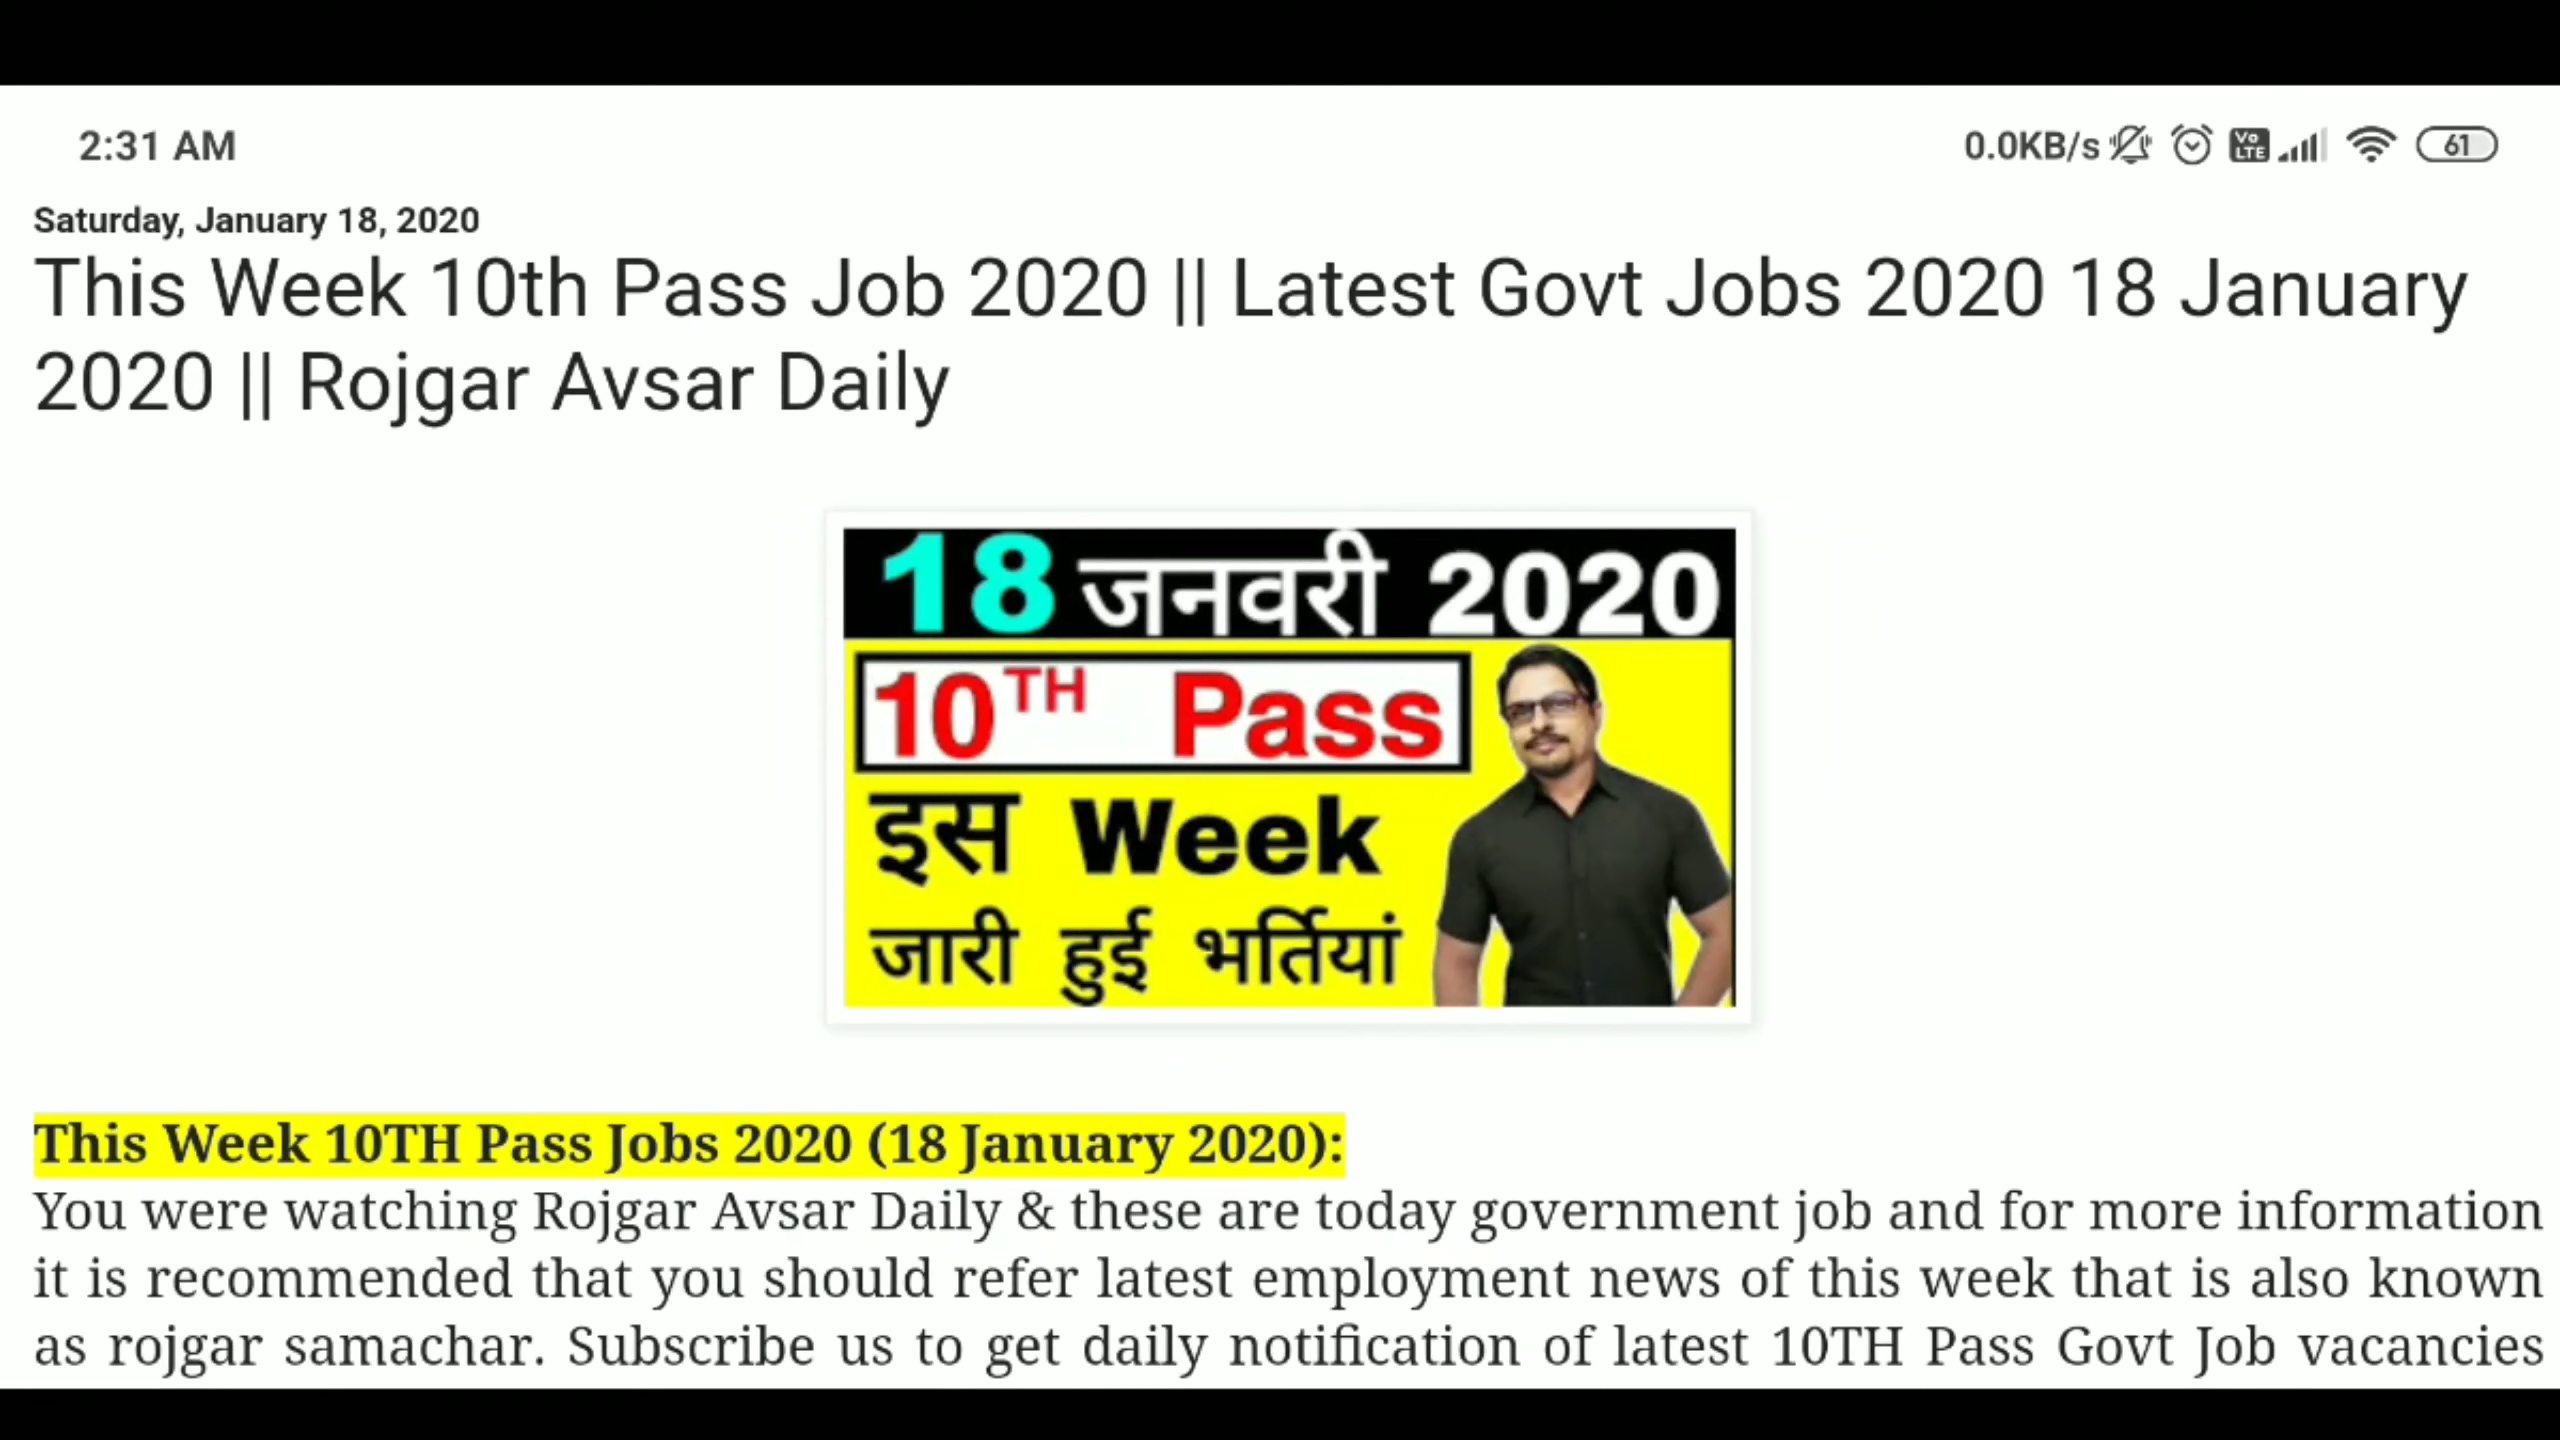 2:31 AM 0.0KB/s Vo LTE 61
Saturday, January 18, 2020
This Week 10th Pass Job 2020 || Latest Govt Jobs 2020 18 January
2020 || Rojgar Avsar Daily
18 जनवरी 2020
10TH Pass
इस Week
जारी हुई भर्तियां
This Week 10TH Pass Jobs 2020 (18 January 2020):
You were watching Rojgar Avsar Daily & these are today government job and for more information
it is recommended that you should refer latest employment news of this week that is also known
as rojgar samachar. Subscribe us to get daily notification of latest 10TH Pass Govt Job vacancies